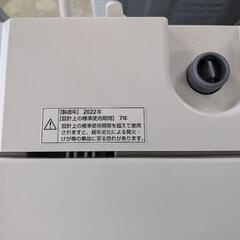 【製造年】2022年
【設計上の標準使用期間】7年
設計上の標準使用期間を超えて使用
されますと、経年劣化による発火・
けが等の事故に至る恐れがあります。